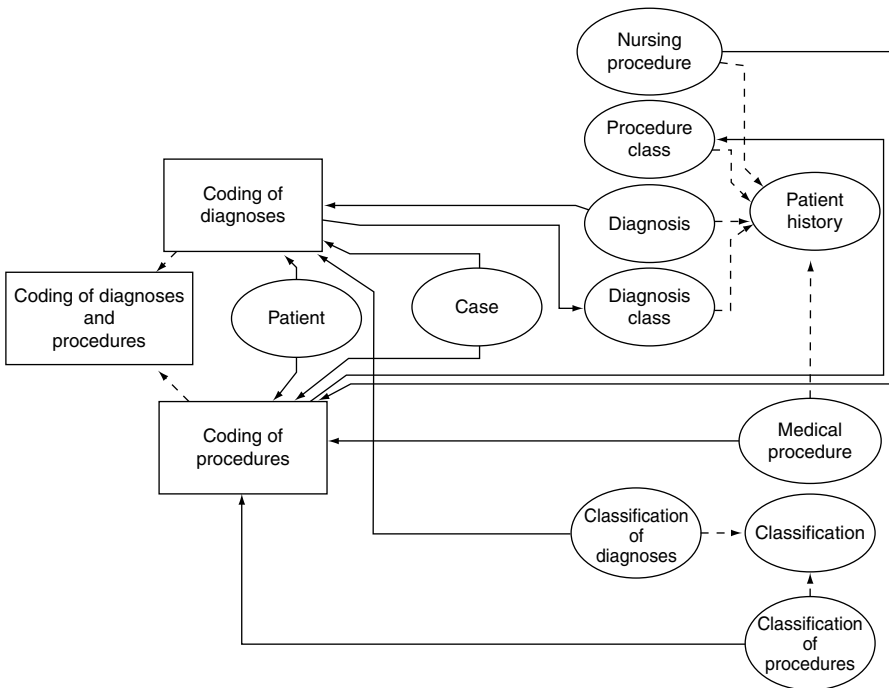 Nursing
procedure
Procedure
class
Coding of
diagnoses
Diagnosis
Patient
history
Coding of diagnoses
and
procedures
Patient
Case
Diagnosis
class
Coding of
procedures
Medical
procedure
Classification
of
diagnoses
Classification
Classification
of
procedures